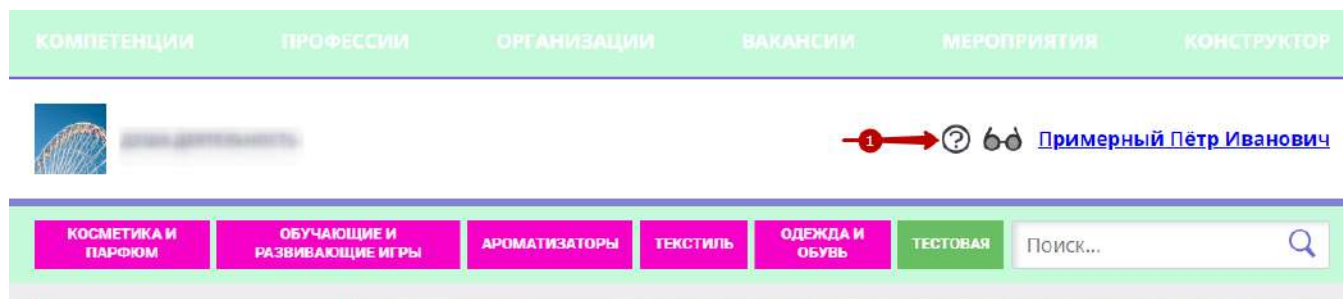 КОМПЕТЕНЦИИ ПРОФЕССИИ ОРГАНИЗАЦИИ ВАКАНСИИ МЕРОПРИЯТИЯ КОНСТРУКТОР
1 ? Примерный Пётр Иванович
КОСМЕТИКА И
ПАРФЮМ
ОБУЧАЮЩИЕ И
РАЗВИВАЮЩИЕ ИГРЫ
АРОМАТИЗАТОРЫ
ТЕКСТИЛЬ
ОДЕЖДА И
ОБУВЬ
ТЕСТОВАЯ
Поиск...